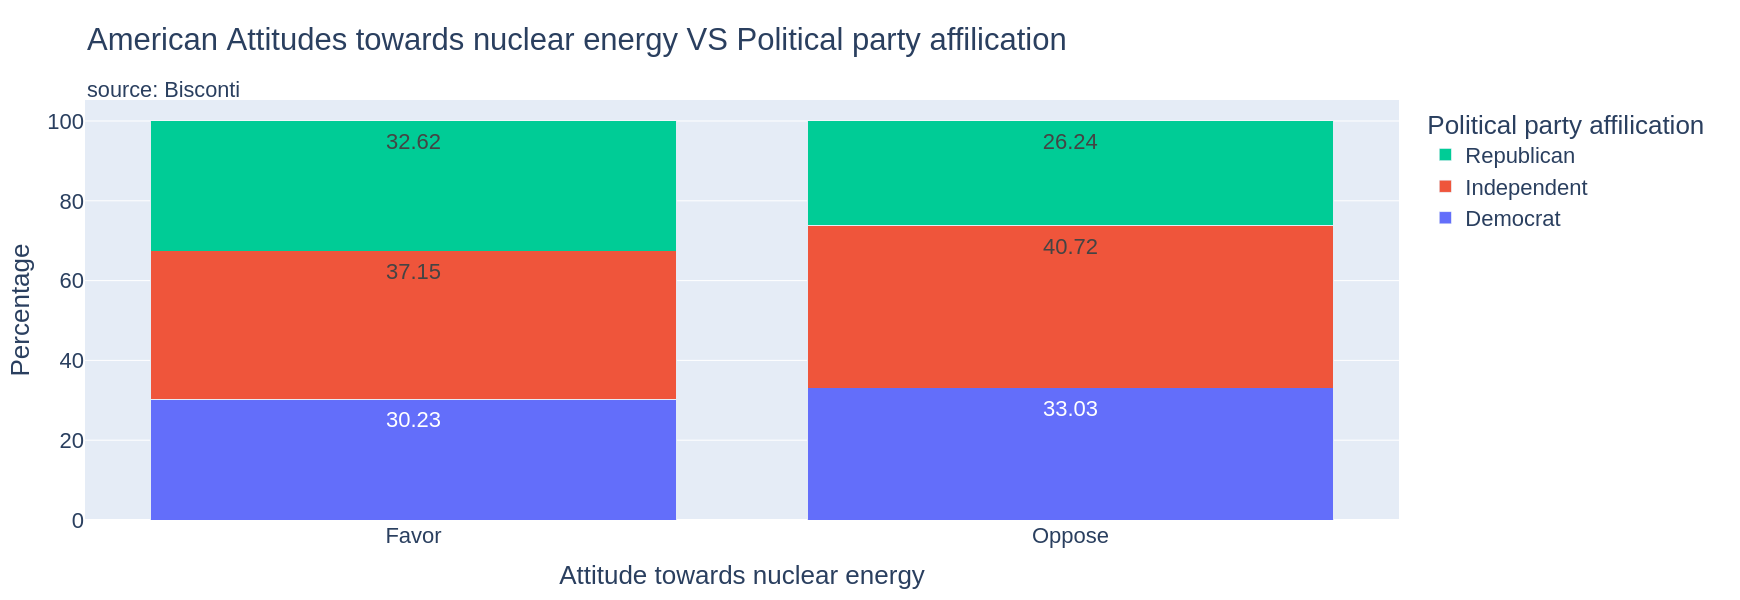 American Attitudes towards nuclear energy VS Political party affilication
source: Bisconti
Political party affilication
Republican
Independent
Democrat
Percentage
100
80
60
40
20
0
32.62
37.15
30.23
26.24
40.72
33.03
Favor
Oppose
Attitude towards nuclear energy